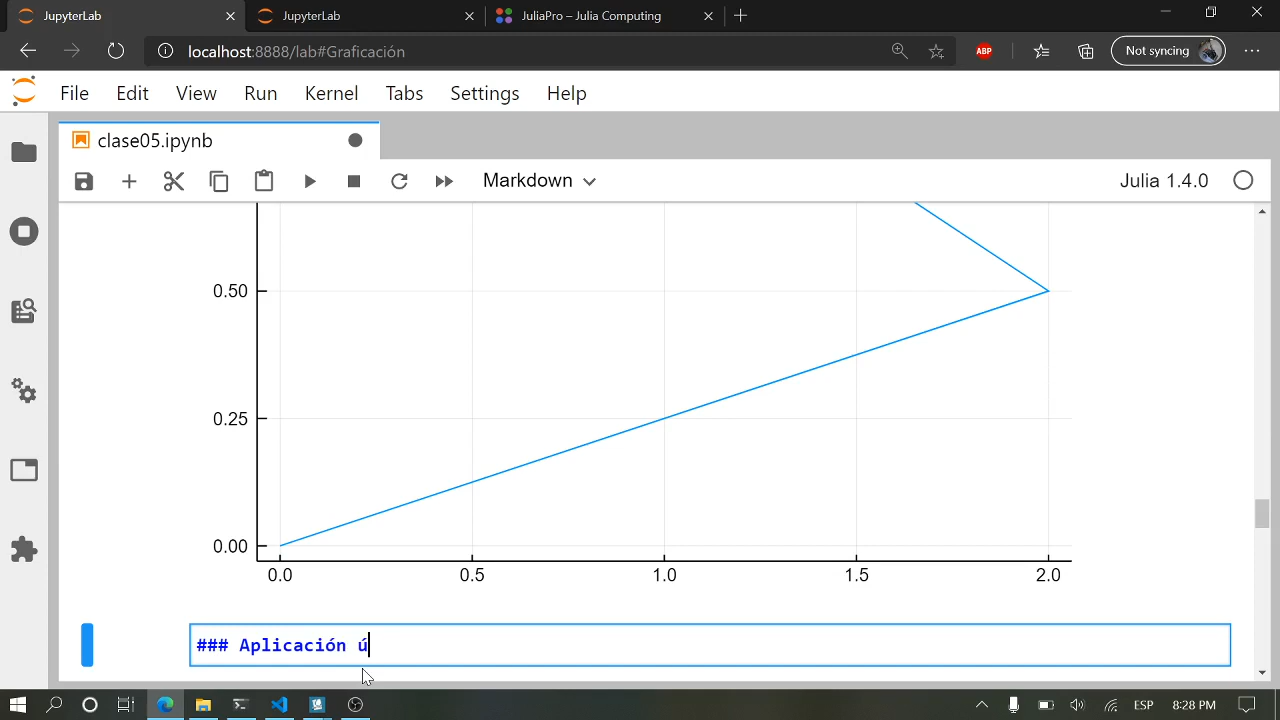 JupyterLab
JupyterLab
JuliaPro – Julia Computing
localhost:8888/lab#Graficación
ABP
Not syncing
File Edit View Run Kernel Tabs Settings Help
clase05.ipynb
Markdown
Julia 1.4.0
0.50
0.25
0.00
0.0 0.5 1.0 1.5 2.0
### Aplicación ú
ESP
8:28 PM